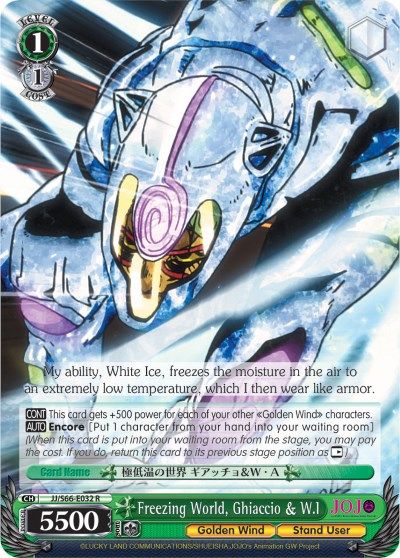 LEVEL
1
1
COST
My ability, White Ice, freezes the moisture in the air to
an extremely low temperature, which I then wear like armor.
CONT This card gets +500 power for each of your other «Golden Wind» characters.
AUTO Encore [Put 1 character from your hand into your waiting room]
(When this card is put into your waiting room from the stage, you may pay
the cost. If you do, return this card to its previous stage position as
Card Name
極低温の世界 ギアッチョ&W・A
CH JJ/S66-E032 R
Freezing World, Ghiaccio & W.I
JOJO
5500
Golden Wind
Stand User
©LUCKY LAND COMMUNICATIONS/SHUEISHA,JOJO's Animation GW Project